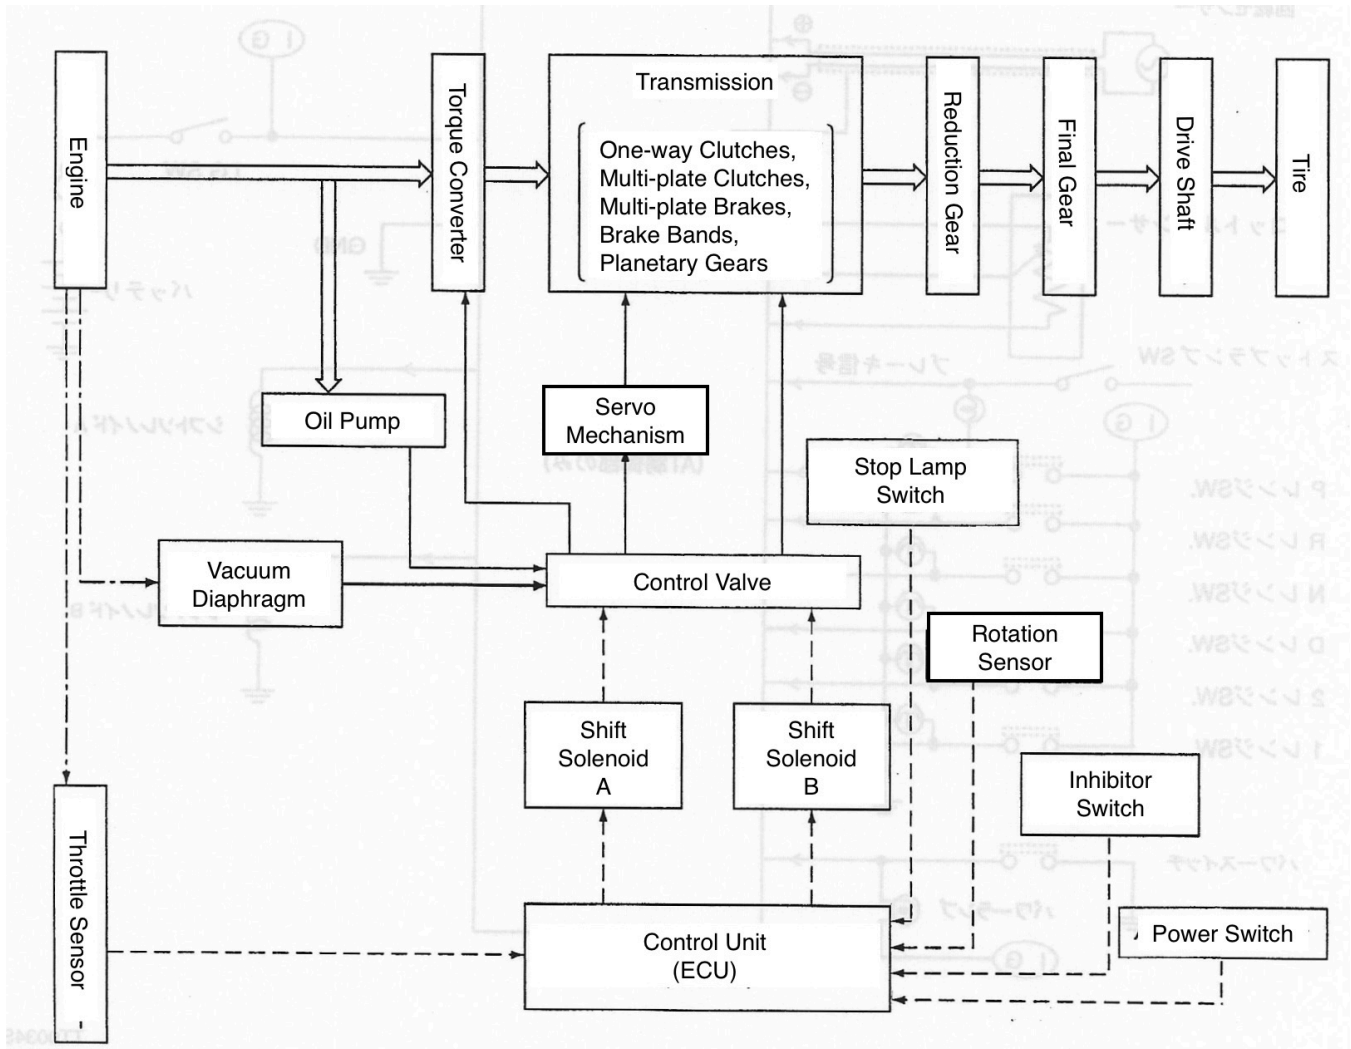 Engine
Torque Converter
Transmission
One-way Clutches,
Multi-plate Clutches,
Multi-plate Brakes,
Brake Bands,
Planetary Gears
Reduction Gear
Final Gear
Drive Shaft
Tire
Oil Pump
Servo
Mechanism
Stop Lamp
Switch
Vacuum
Diaphragm
Control Valve
Rotation
Sensor
Shift
Solenoid
A
Shift
Solenoid
B
Inhibitor
Switch
Throttle Sensor
Control Unit
(ECU)
Power Switch